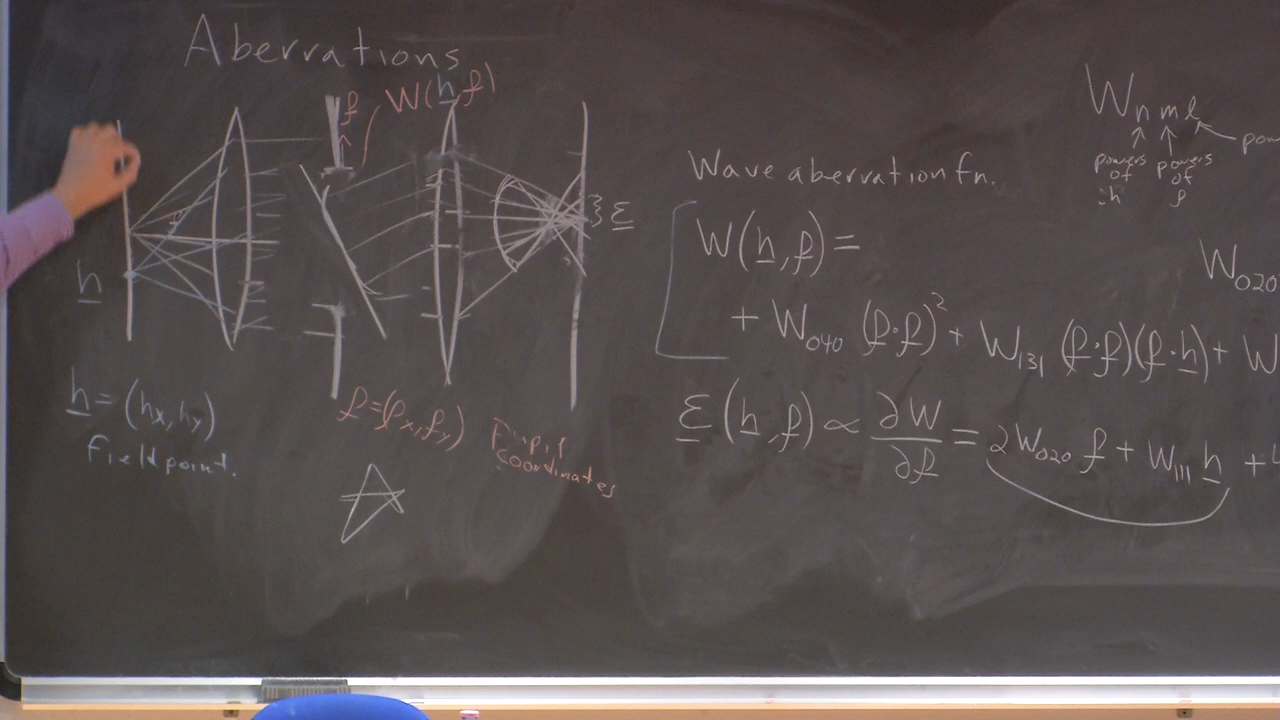 Aberrations
ρ W(h, ρ)
ε
h
h = (hx, hy)
field point.
ρ = (ρx, ρy) Pupil
coordinates
Wave aberration fn.
W(h, ρ) =
+ W040 (ρ·ρ)² + W131 (ρ·ρ)(ρ·h) + W
ε(h, ρ) ∝ ∂W/∂ρ = 2W020 ρ + W111 h +
Wnml
powers of h
powers of ρ
W020